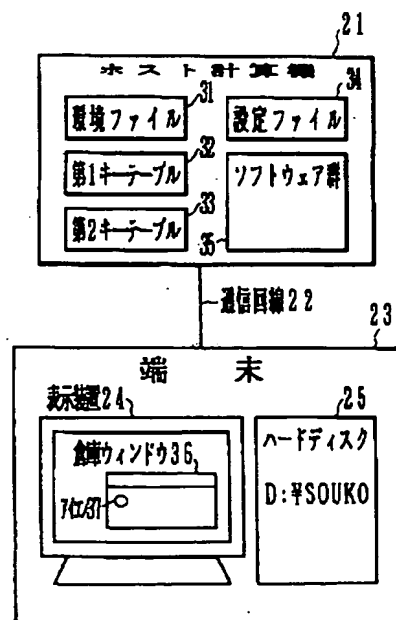 21
ホスト計算機
31
環境ファイル
34
設定ファイル
32
第1キーテーブル
ソフトウェア群
33
第2キーテーブル
35
通信回線22
23
端末
表示装置24
25
倉庫ウィンドウ36
アイコン37
ハードディスク
D:¥SOUKO